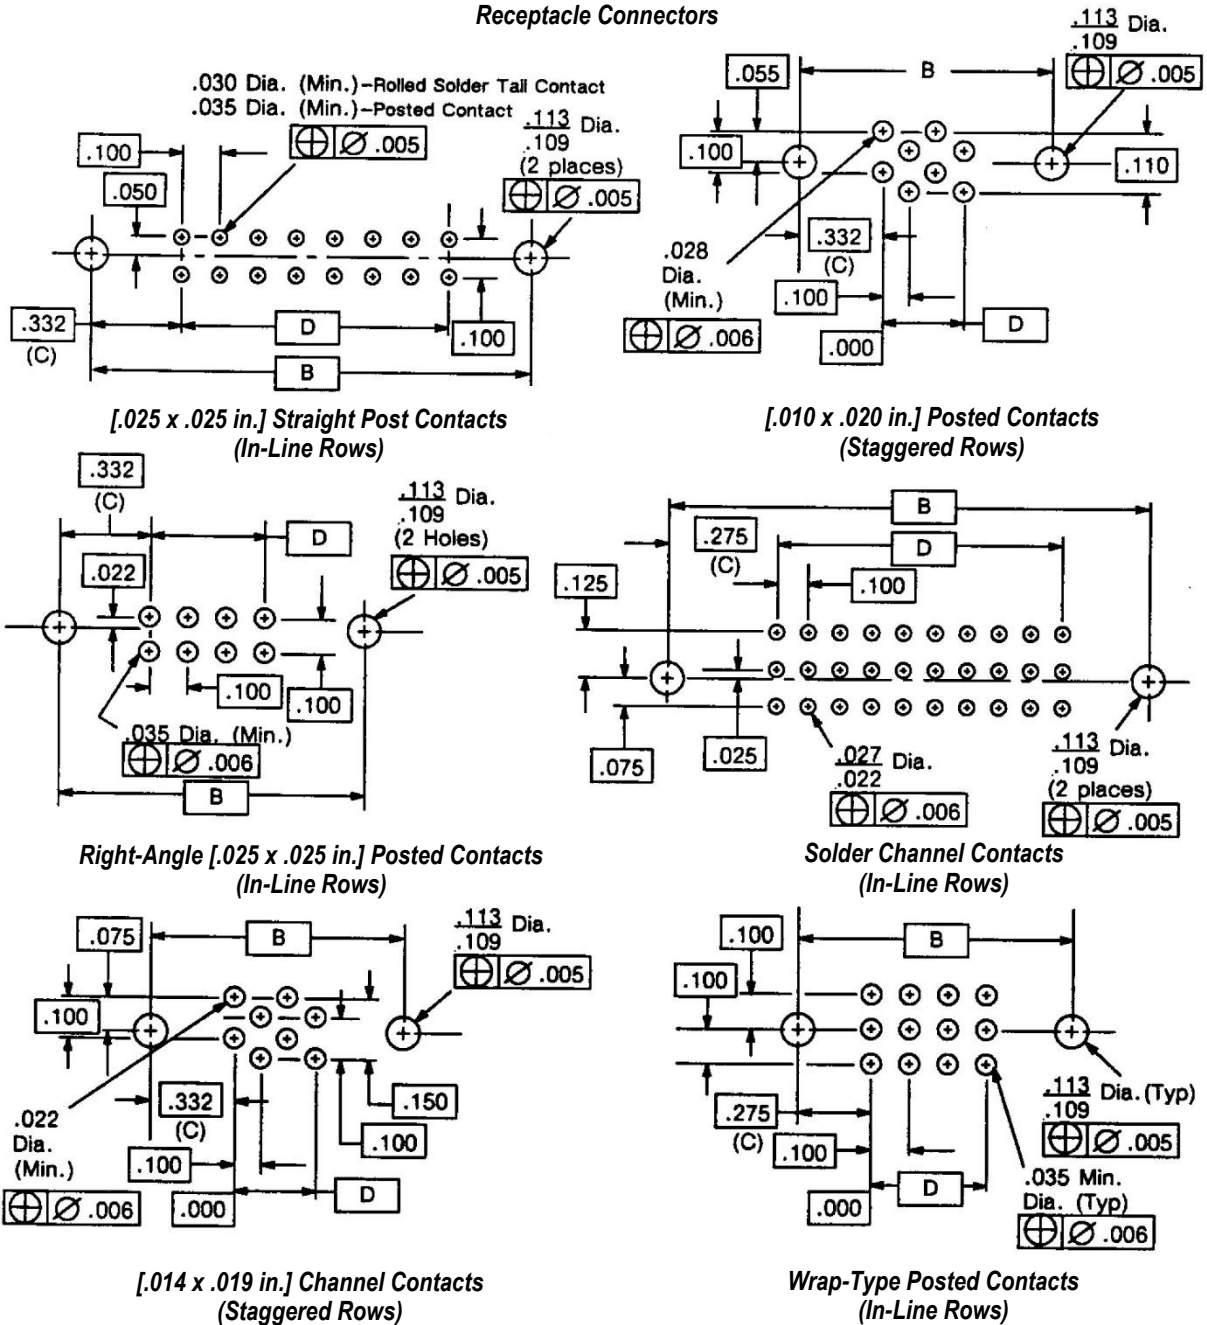 Receptacle Connectors
.030 Dia. (Min.)-Rolled Solder Tail Contact
.035 Dia. (Min.)-Posted Contact
⌖ Ø .005
.113
.109 Dia.
(2 places)
⌖ Ø .005
.100
.050
.332
(C)
D
.100
B
[.025 x .025 in.] Straight Post Contacts
(In-Line Rows)
.113
.109 Dia.
⌖ Ø .005
.055
B
.100
.110
.332
(C)
.028
Dia.
(Min.)
⌖ Ø .006
.100
.000
D
[.010 x .020 in.] Posted Contacts
(Staggered Rows)
.332
(C)
D
.022
.113
.109 Dia.
(2 Holes)
⌖ Ø .005
.100
.100
.035 Dia. (Min.)
⌖ Ø .006
B
Right-Angle [.025 x .025 in.] Posted Contacts
(In-Line Rows)
B
.275
(C)
D
.100
.125
.075
.025
.027
.022 Dia.
⌖ Ø .006
.113
.109 Dia.
(2 places)
⌖ Ø .005
Solder Channel Contacts
(In-Line Rows)
.075
B
.113
.109 Dia.
⌖ Ø .005
.100
.332
(C)
.150
.100
.022
Dia.
(Min.)
⌖ Ø .006
.100
.000
D
[.014 x .019 in.] Channel Contacts
(Staggered Rows)
.100
B
.100
.275
(C)
.100
.000
D
.113
.109 Dia. (Typ)
⌖ Ø .005
.035 Min.
Dia. (Typ)
⌖ Ø .006
Wrap-Type Posted Contacts
(In-Line Rows)